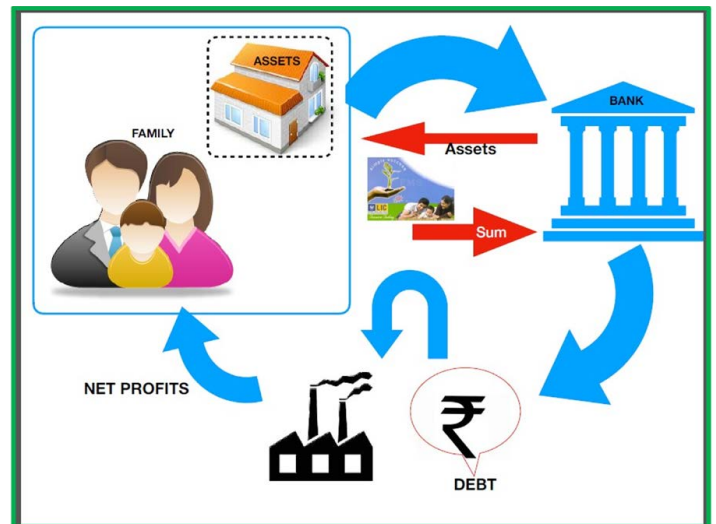 ASSETS
BANK
FAMILY
Assets
LIC
Sum
NET PROFITS
₹
DEBT